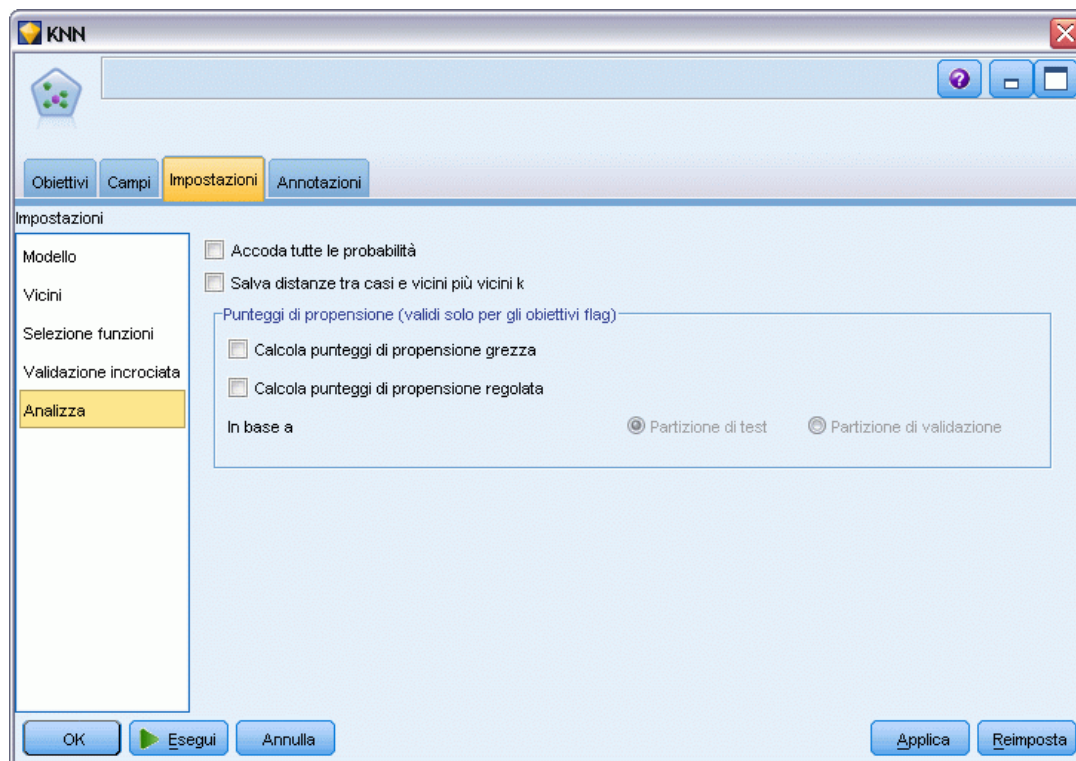 KNN
?
Obiettivi Campi Impostazioni Annotazioni
Impostazioni
Modello
Vicini
Selezione funzioni
Validazione incrociata
Analizza
Accoda tutte le probabilità
Salva distanze tra casi e vicini più vicini k
Punteggi di propensione (validi solo per gli obiettivi flag)
Calcola punteggi di propensione grezza
Calcola punteggi di propensione regolata
In base a Partizione di test Partizione di validazione
OK Esegui Annulla Applica Reimposta